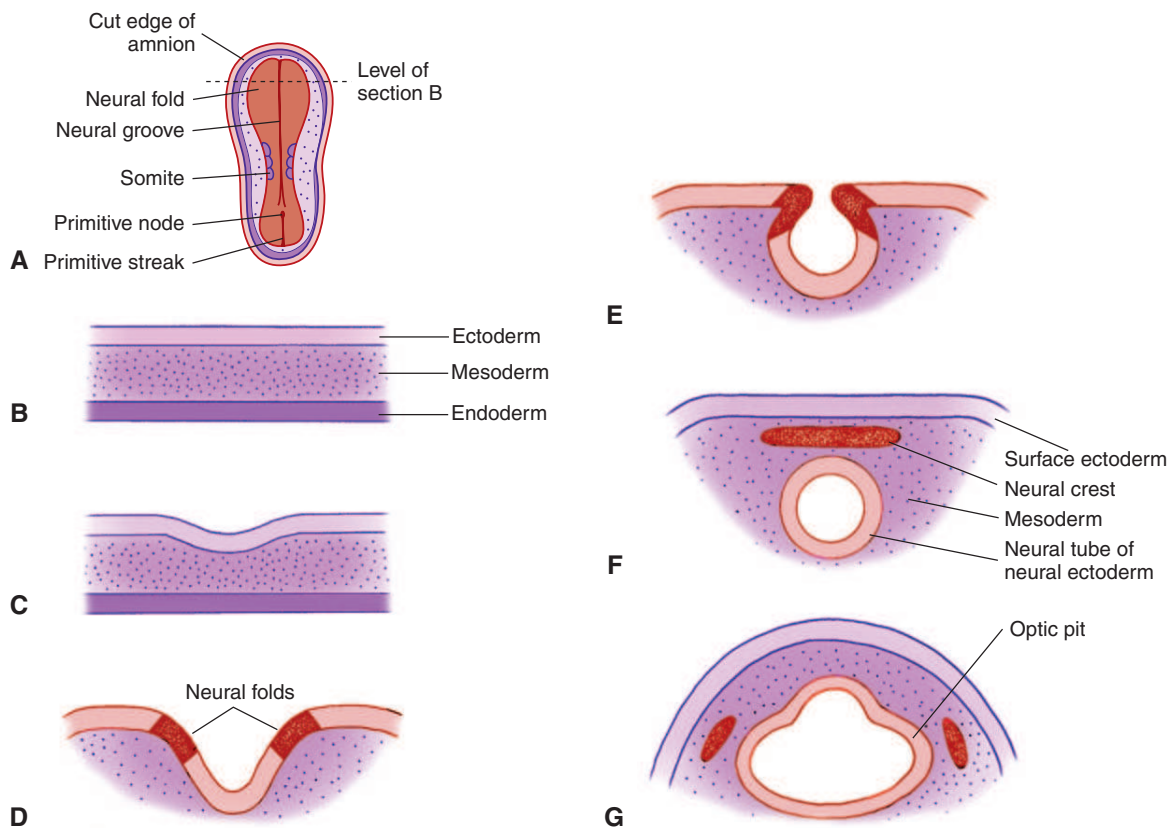 Cut edge of
amnion
Level of
section B
Neural fold
Neural groove
Somite
Primitive node
Primitive streak
A
Ectoderm
Mesoderm
Endoderm
B
C
Neural folds
D
E
Surface ectoderm
Neural crest
Mesoderm
Neural tube of
neural ectoderm
F
Optic pit
G